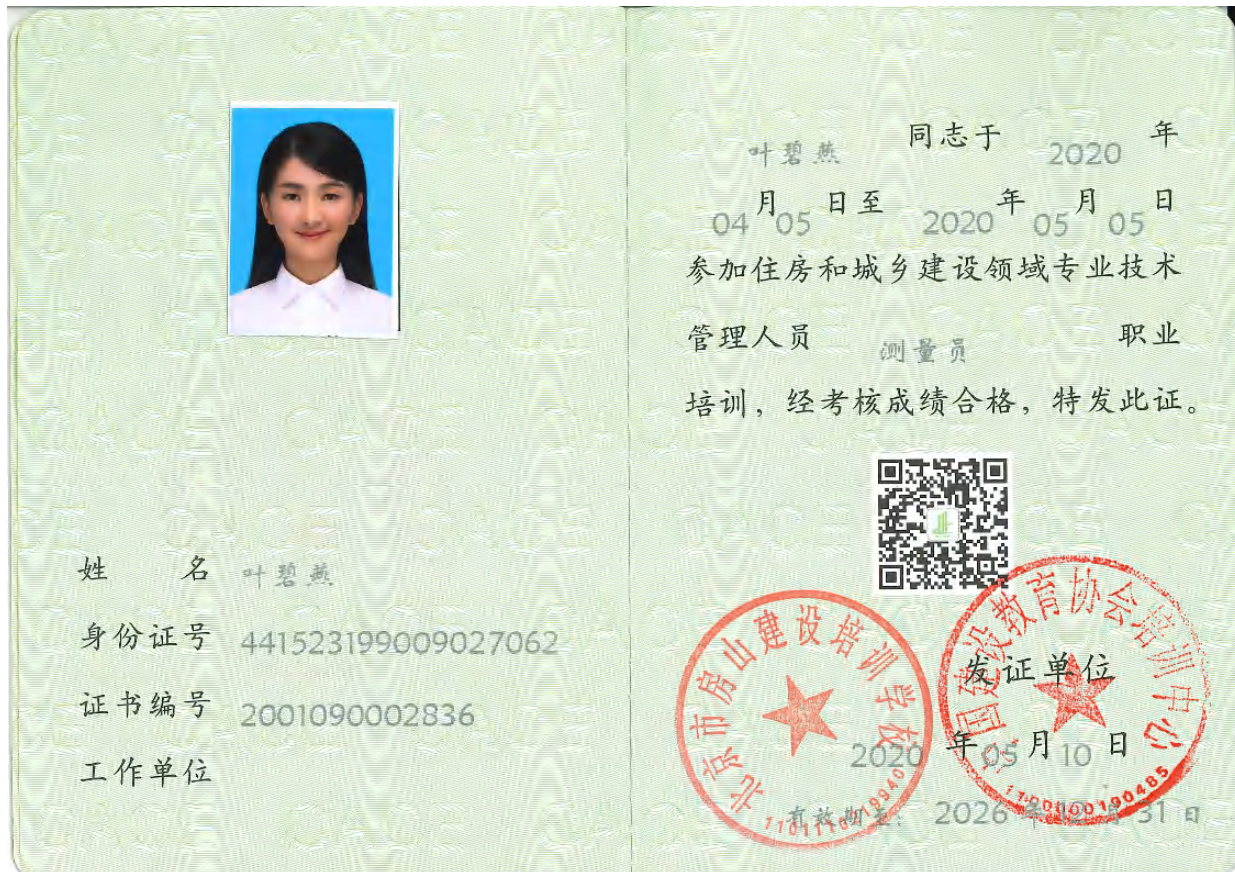 叶碧燕 同志于 2020 年
04 月 05 日至 2020 年 05 月 05 日
参加住房和城乡建设领域专业技术
管理人员 测量员 职业
培训，经考核成绩合格，特发此证。
姓 名 叶碧燕
身份证号 441523199009027062
证书编号 2001090002836
工作单位
北京市房山建设培训学校
中国建设教育协会培训中心
1100000190485
发证单位
2020 年 05 月 10 日
有效期至： 2026 年 12 月 31 日